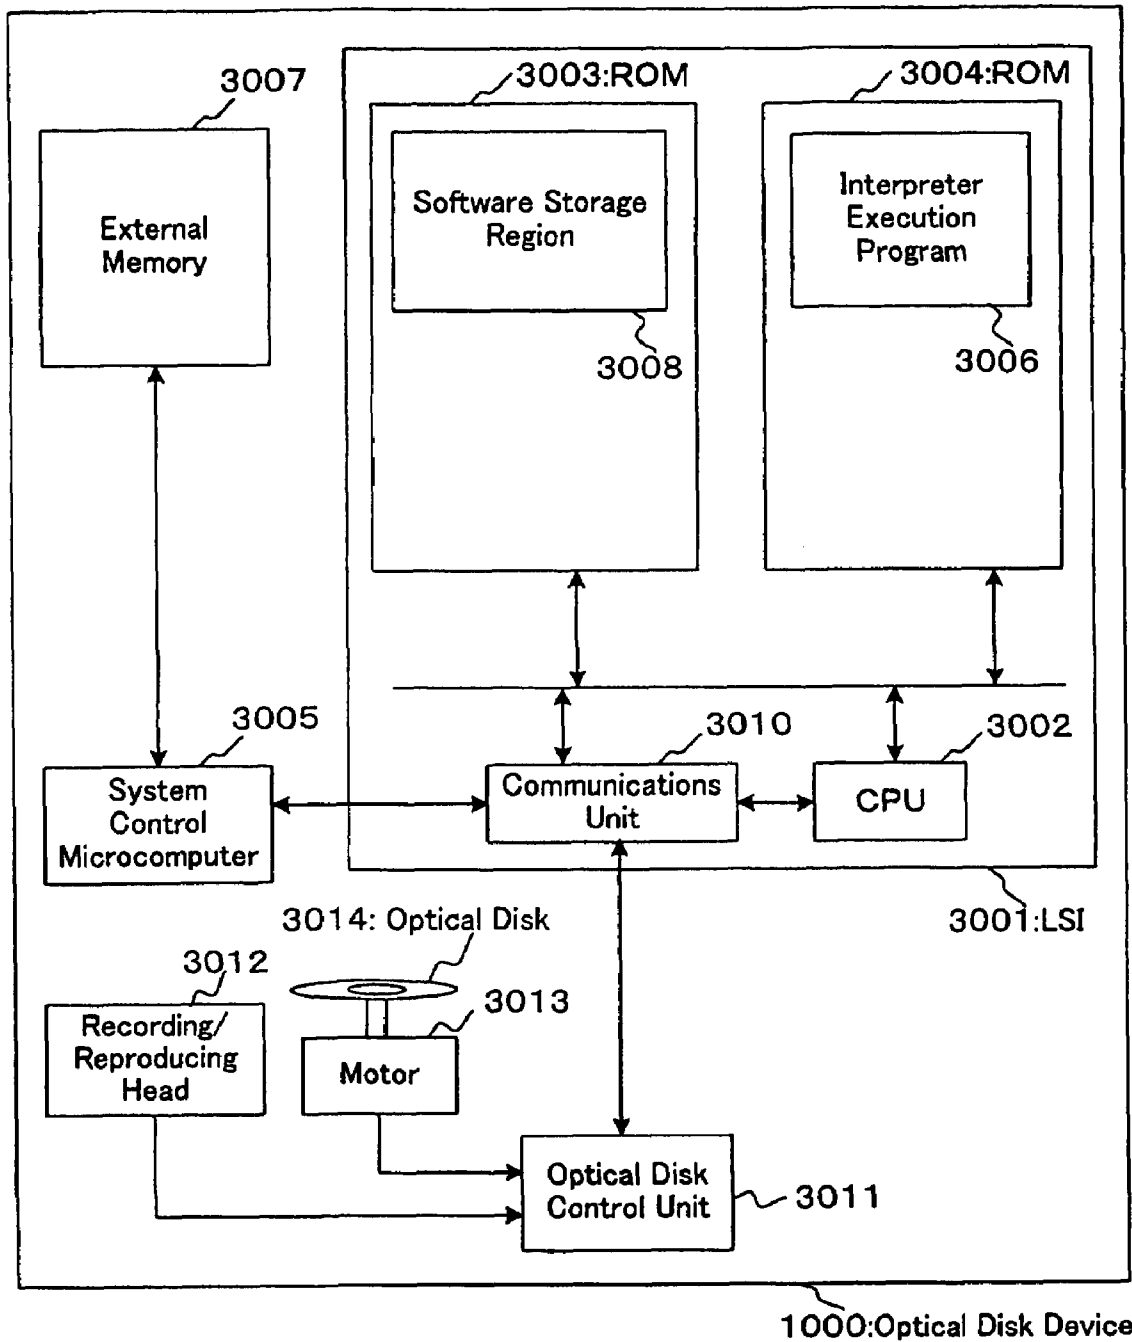 3007
3003:ROM
3004:ROM
External
Memory
Software Storage
Region
3008
Interpreter
Execution
Program
3006
3005
3010
3002
System
Control
Microcomputer
Communications
Unit
CPU
3001:LSI
3014: Optical Disk
3012
3013
Recording/
Reproducing
Head
Motor
Optical Disk
Control Unit
3011
1000:Optical Disk Device